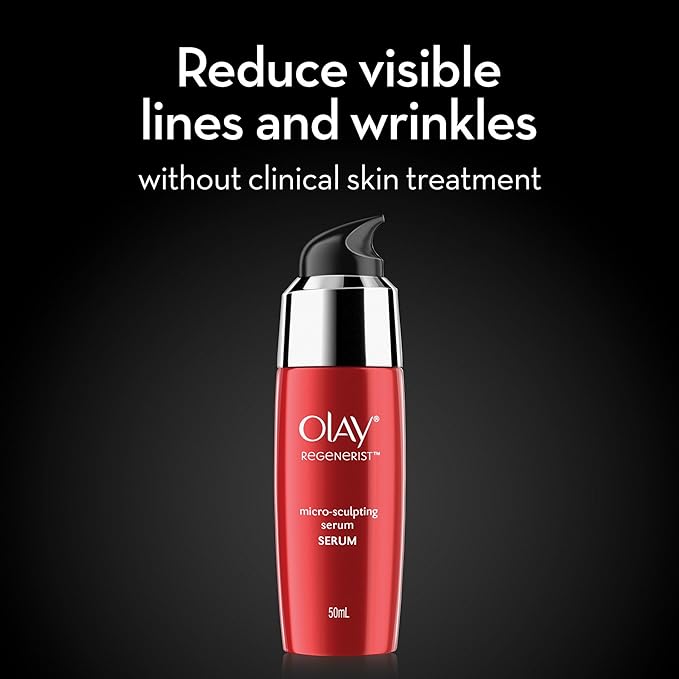 Reduce visible
lines and wrinkles
without clinical skin treatment
OLAY®
REGENERIST™
micro-sculpting
serum
SERUM
50mL